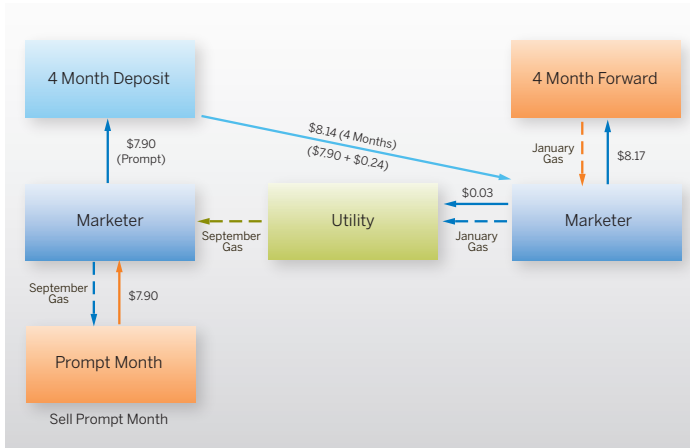 4 Month Deposit
4 Month Forward
$7.90
(Prompt)
$8.14 (4 Months)
($7.90 + $0.24)
January
Gas
$8.17
Marketer
September
Gas
Utility
$0.03
January
Gas
Marketer
September
Gas
$7.90
Prompt Month
Sell Prompt Month